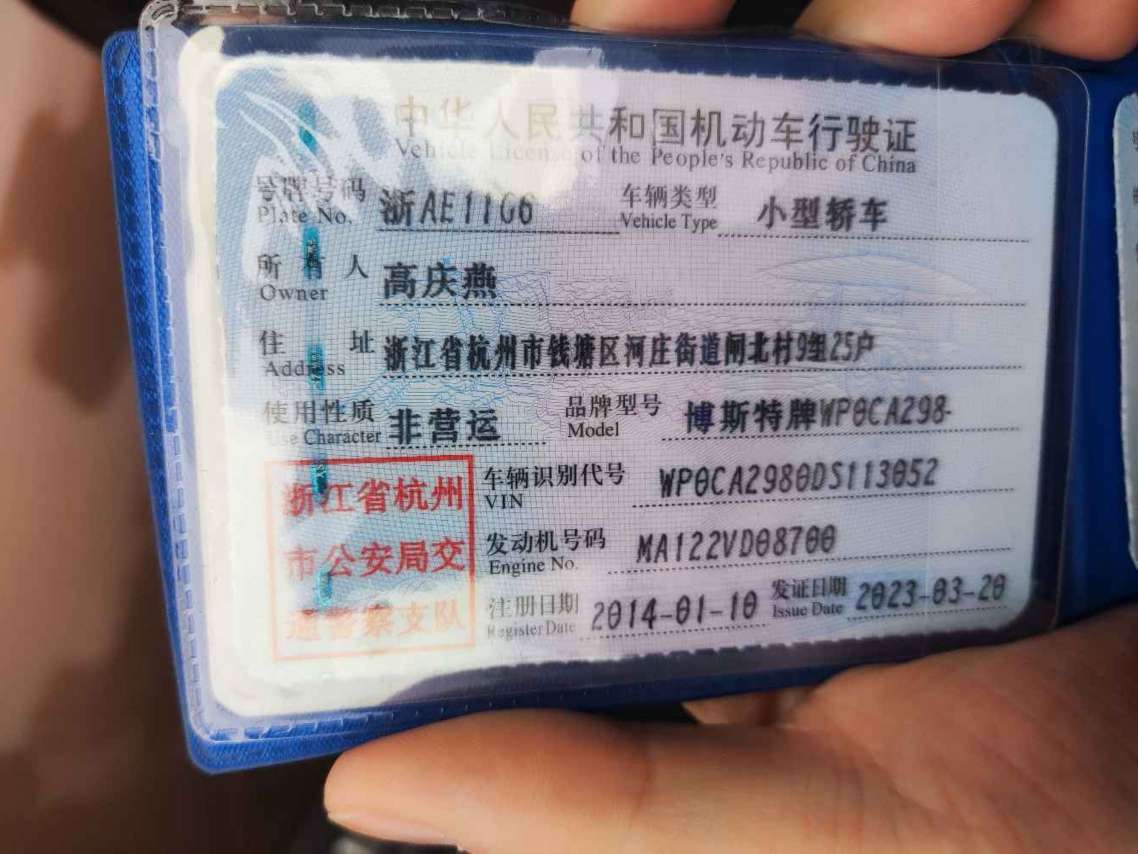 中华人民共和国机动车行驶证
Vehicle License of the People's Republic of China
号牌号码 浙AE11G6 车辆类型 小型轿车
Plate No. Vehicle Type
所有人 高庆燕
Owner
住址 浙江省杭州市钱塘区河庄街道闸北村9组25户
Address
使用性质 非营运 品牌型号 博斯特牌WP0CA298-
Use Character Model
车辆识别代号 WP0CA2980DS113052
VIN
发动机号码 MA122VD08700
Engine No.
注册日期 2014-01-10 发证日期 2023-03-20
Register Date Issue Date
浙江省杭州
市公安局交
通警察支队